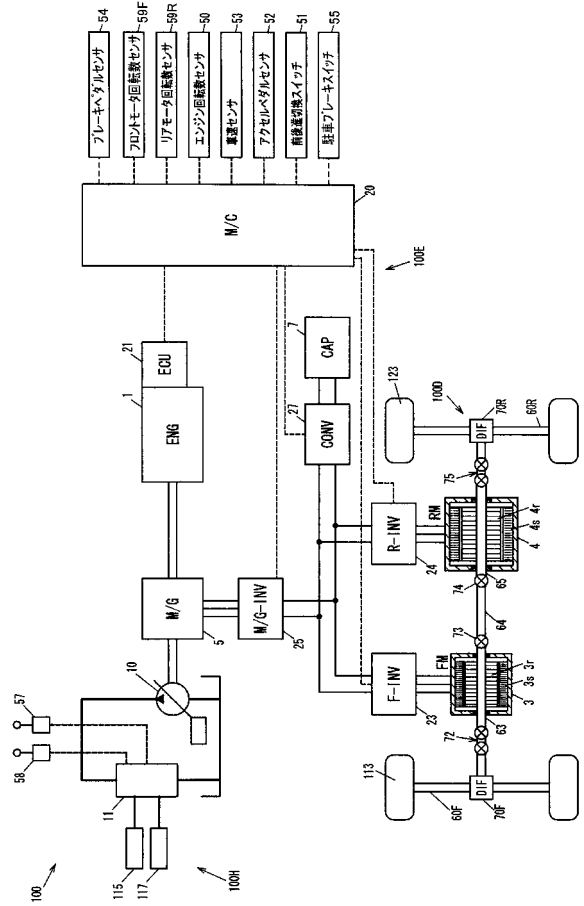 ブレーキペダルセンサ 54
フロントモータ回転数センサ 59F
リアモータ回転数センサ 59R
エンジン回転数センサ 50
車速センサ 53
アクセルペダルセンサ 52
前後進切換スイッチ 51
駐車ブレーキスイッチ 55
M/C
20
100E
21
ECU
1
ENG
7
CAP
27
CONV
M/G
5
M/G-INV
25
10
57
58
11
115
117
100
100H
R-INV
24
F-INV
23
123
100D
70R
DIF
60R
75
RM
4r
4s
4
74
65
64
73
FM
3r
3s
3
63
72
113
60F
DIF
70F